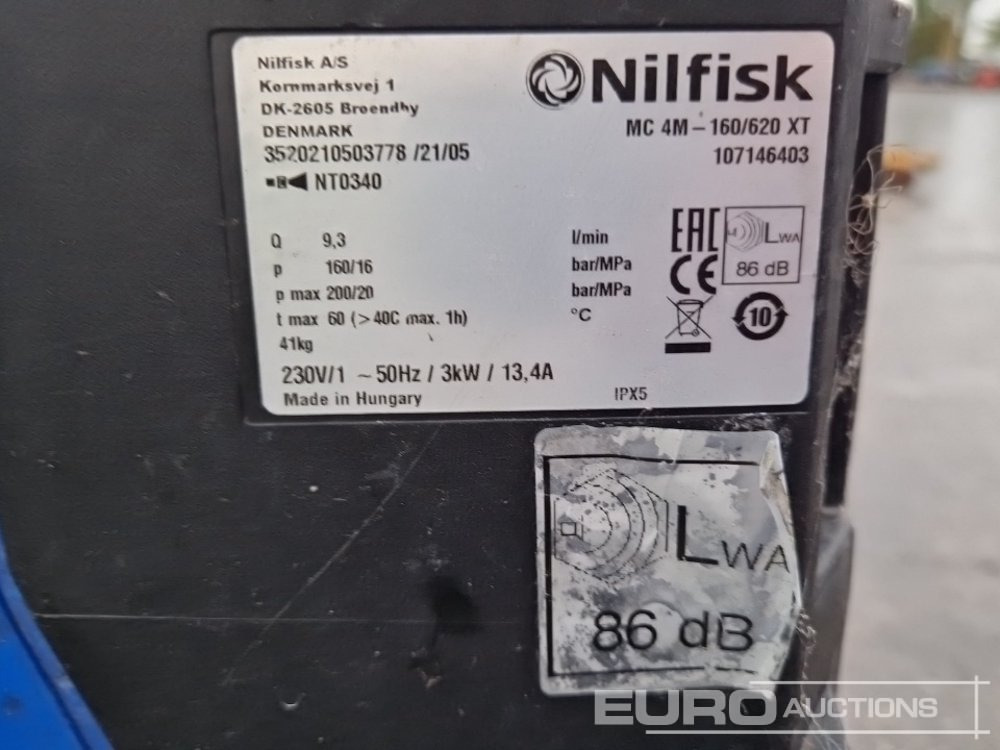 Nilfisk A/S
Kornmarksvej 1
DK-2605 Broendby
DENMARK
3520210503778 /21/05
NT0340
Nilfisk
MC 4M – 160/620 XT
107146403
Q 9,3 l/min
p 160/16 bar/MPa
p max 200/20 bar/MPa
t max 60 (>40C max. 1h) °C
41kg
230V/1 ~50Hz / 3kW / 13,4A
Made in Hungary
IPX5
EAC
LWA
86 dB
CE
10
LWA
86 dB
EURO AUCTIONS